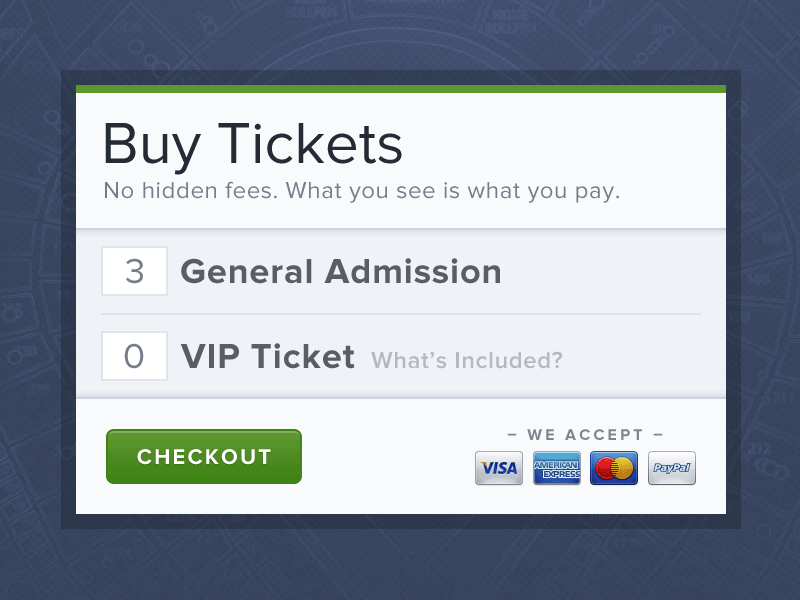 Buy Tickets
No hidden fees. What you see is what you pay.
3 General Admission
0 VIP Ticket What’s Included?
CHECKOUT
– WE ACCEPT –
VISA AMERICAN EXPRESS PayPal